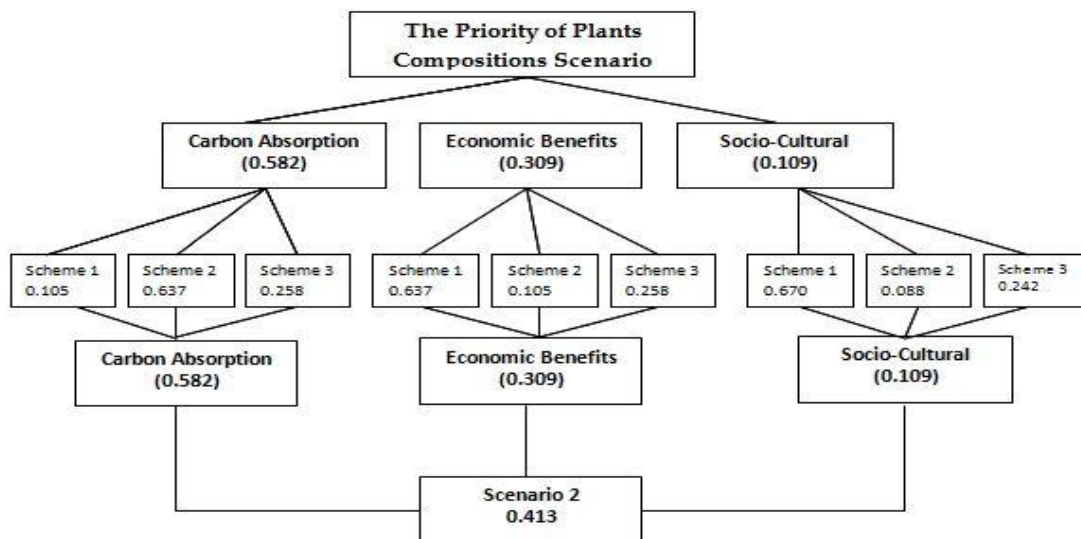 The Priority of Plants
Compositions Scenario
Carbon Absorption
(0.582)
Economic Benefits
(0.309)
Socio-Cultural
(0.109)
Scheme 1
0.105
Scheme 2
0.637
Scheme 3
0.258
Scheme 1
0.637
Scheme 2
0.105
Scheme 3
0.258
Scheme 1
0.670
Scheme 2
0.088
Scheme 3
0.242
Carbon Absorption
(0.582)
Economic Benefits
(0.309)
Socio-Cultural
(0.109)
Scenario 2
0.413